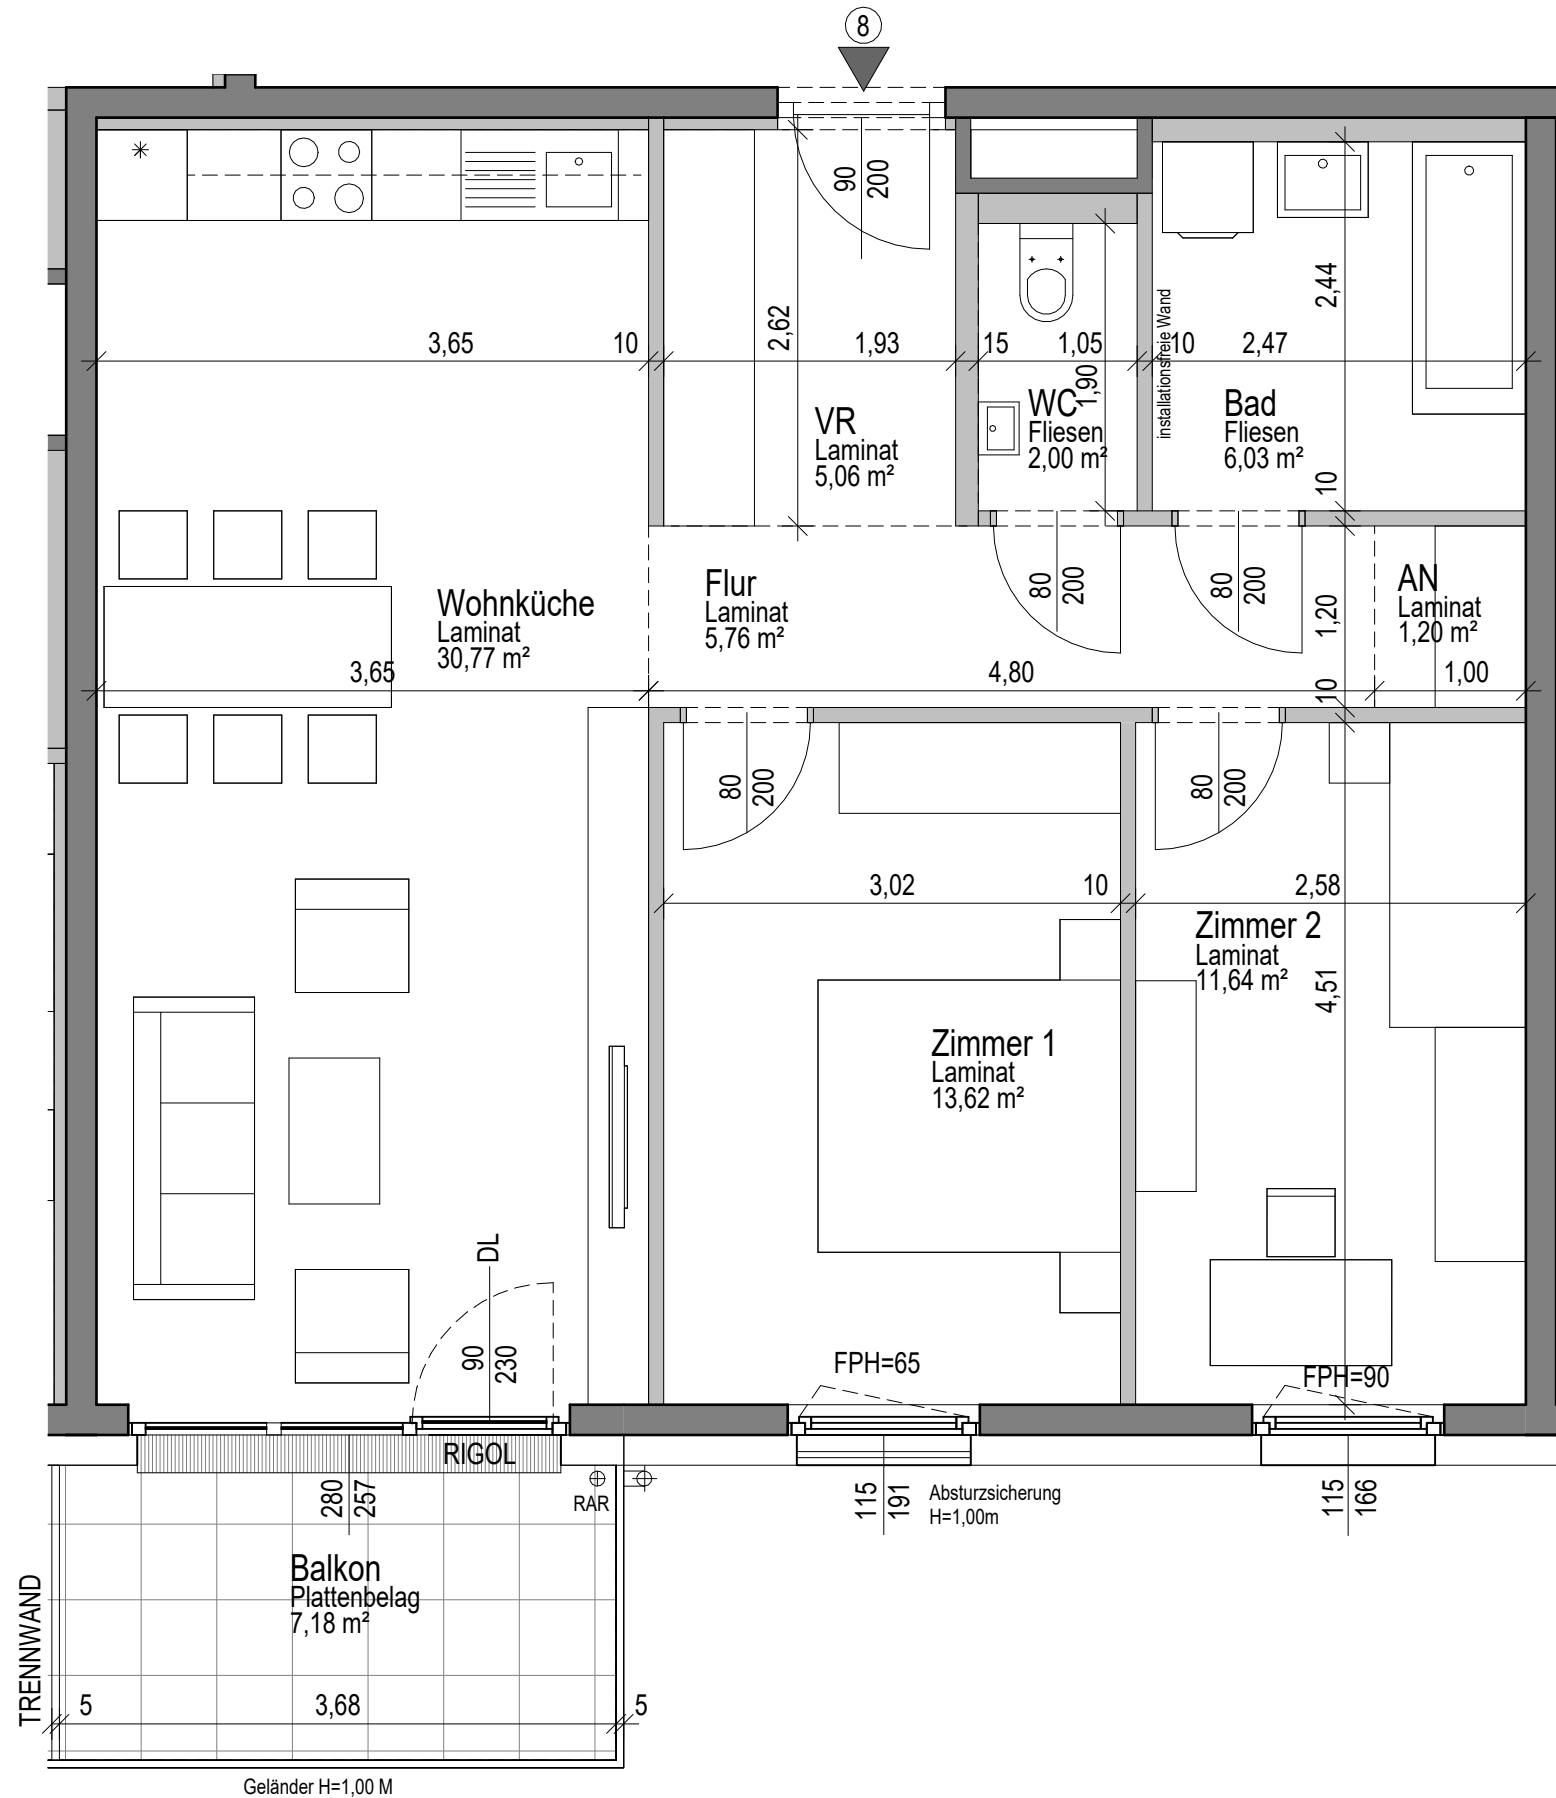 8
90
200
2,62
2,44
3,65
10
1,93
15
1,05
10
2,47
1,90
installationsfreie Wand
VR
Laminat
5,06 m²
WC
Fliesen
2,00 m²
Bad
Fliesen
6,03 m²
10
Wohnküche
Laminat
30,77 m²
Flur
Laminat
5,76 m²
80
200
80
200
1,20
AN
Laminat
1,20 m²
3,65
4,80
10
1,00
80
200
80
200
3,02
10
2,58
Zimmer 2
Laminat
11,64 m²
4,51
Zimmer 1
Laminat
13,62 m²
DL
90
230
FPH=65
FPH=90
RIGOL
RAR
280
257
115
191
Absturzsicherung
H=1,00m
115
166
Balkon
Plattenbelag
7,18 m²
TRENNWAND
5
3,68
5
Geländer H=1,00 M